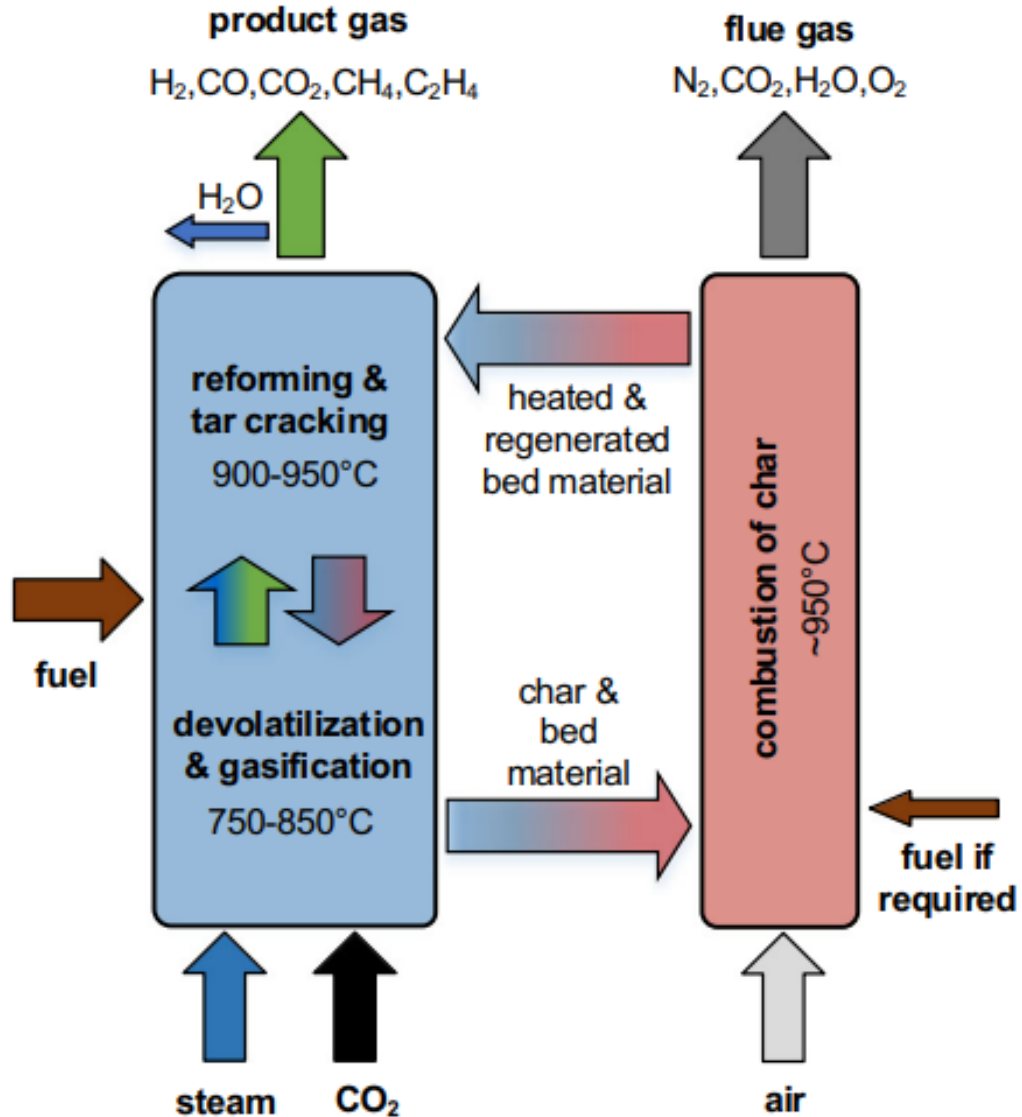 product gas
H₂,CO,CO₂,CH₄,C₂H₄
H₂O
flue gas
N₂,CO₂,H₂O,O₂
reforming &
tar cracking
900-950°C
heated &
regenerated
bed material
combustion of char
~950°C
fuel
devolatilization
& gasification
750-850°C
char &
bed
material
fuel if
required
steam
CO₂
air